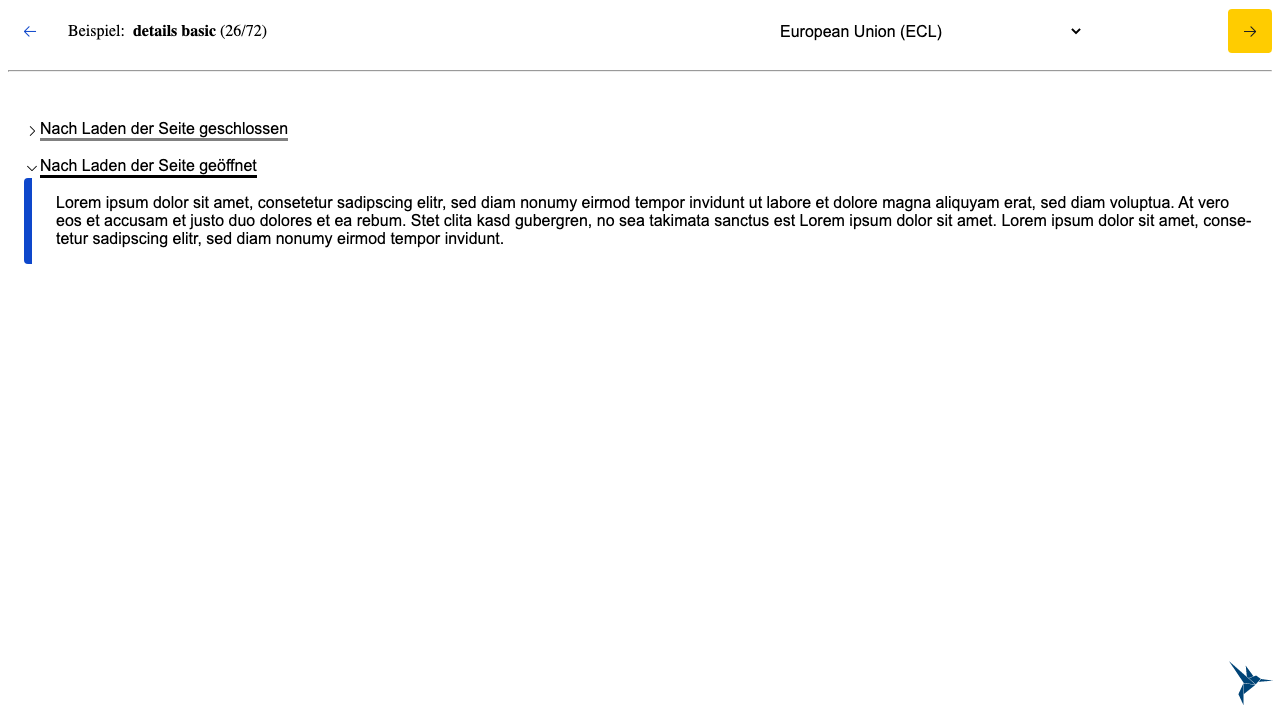 Beispiel: details basic (26/72)
European Union (ECL)
Nach Laden der Seite geschlossen
Nach Laden der Seite geöffnet
Lorem ipsum dolor sit amet, consetetur sadipscing elitr, sed diam nonumy eirmod tempor invidunt ut labore et dolore magna aliquyam erat, sed diam voluptua. At vero
eos et accusam et justo duo dolores et ea rebum. Stet clita kasd gubergren, no sea takimata sanctus est Lorem ipsum dolor sit amet. Lorem ipsum dolor sit amet, conse-
tetur sadipscing elitr, sed diam nonumy eirmod tempor invidunt.